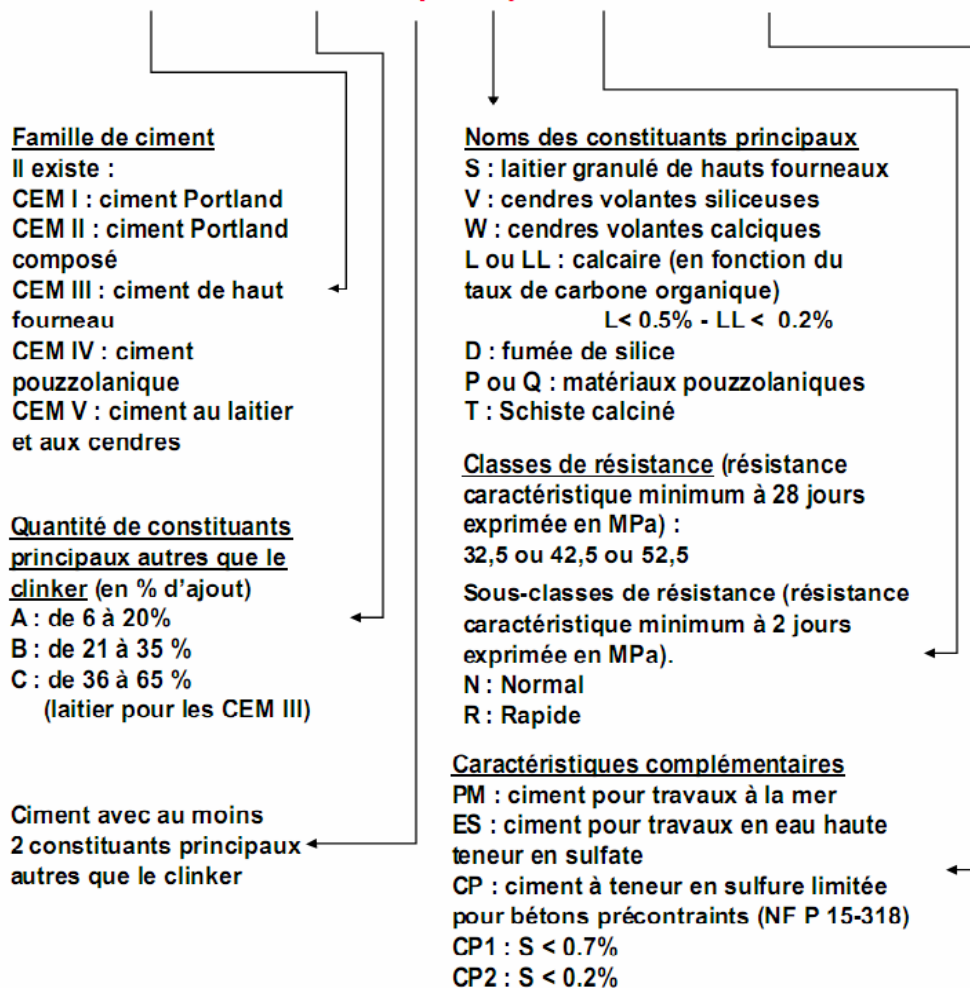 Famille de ciment
Il existe :
CEM I : ciment Portland
CEM II : ciment Portland
composé
CEM III : ciment de haut
fourneau
CEM IV : ciment
pouzzolanique
CEM V : ciment au laitier
et aux cendres
Quantité de constituants
principaux autres que le
clinker (en % d'ajout)
A : de 6 à 20%
B : de 21 à 35 %
C : de 36 à 65 %
(laitier pour les CEM III)
Ciment avec au moins
2 constituants principaux
autres que le clinker
Noms des constituants principaux
S : laitier granulé de hauts fourneaux
V : cendres volantes siliceuses
W : cendres volantes calciques
L ou LL : calcaire (en fonction du
taux de carbone organique)
L< 0.5% - LL < 0.2%
D : fumée de silice
P ou Q : matériaux pouzzolaniques
T : Schiste calciné
Classes de résistance (résistance
caractéristique minimum à 28 jours
exprimée en MPa) :
32,5 ou 42,5 ou 52,5
Sous-classes de résistance (résistance
caractéristique minimum à 2 jours
exprimée en MPa).
N : Normal
R : Rapide
Caractéristiques complémentaires
PM : ciment pour travaux à la mer
ES : ciment pour travaux en eau haute
teneur en sulfate
CP : ciment à teneur en sulfure limitée
pour bétons précontraints (NF P 15-318)
CP1 : S < 0.7%
CP2 : S < 0.2%